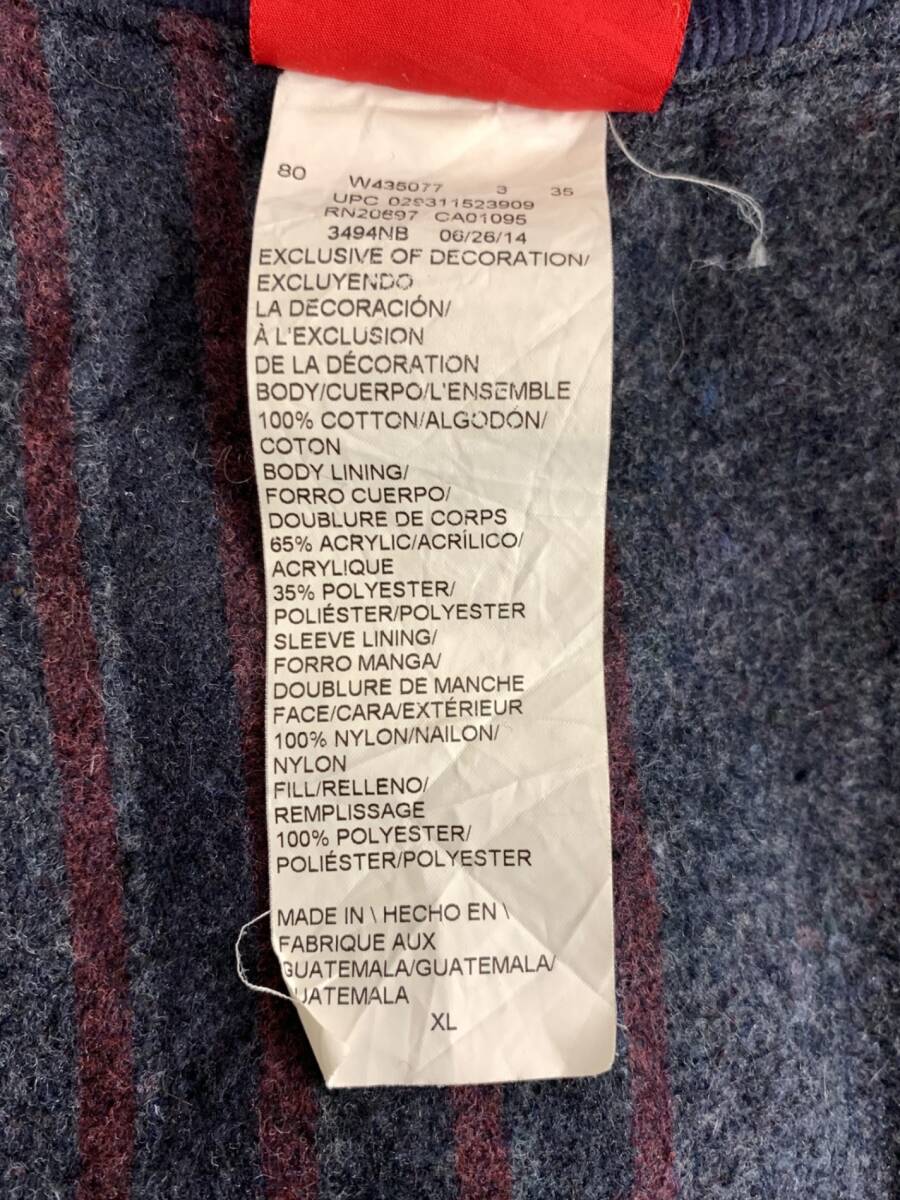 80 W435077 3 35
UPC 029311523909
RN20697 CA01095
3494NB 06/26/14
EXCLUSIVE OF DECORATION/
EXCLUYENDO
LA DECORACIÓN/
À L'EXCLUSION
DE LA DÉCORATION
BODY/CUERPO/L'ENSEMBLE
100% COTTON/ALGODÓN/
COTON
BODY LINING/
FORRO CUERPO/
DOUBLURE DE CORPS
65% ACRYLIC/ACRÍLICO/
ACRYLIQUE
35% POLYESTER/
POLIÉSTER/POLYESTER
SLEEVE LINING/
FORRO MANGA/
DOUBLURE DE MANCHE
FACE/CARA/EXTÉRIEUR
100% NYLON/NAILON/
NYLON
FILL/RELLENO/
REMPLISSAGE
100% POLYESTER/
POLIÉSTER/POLYESTER
MADE IN \ HECHO EN \
FABRIQUE AUX
GUATEMALA/GUATEMALA/
UATEMALA
XL